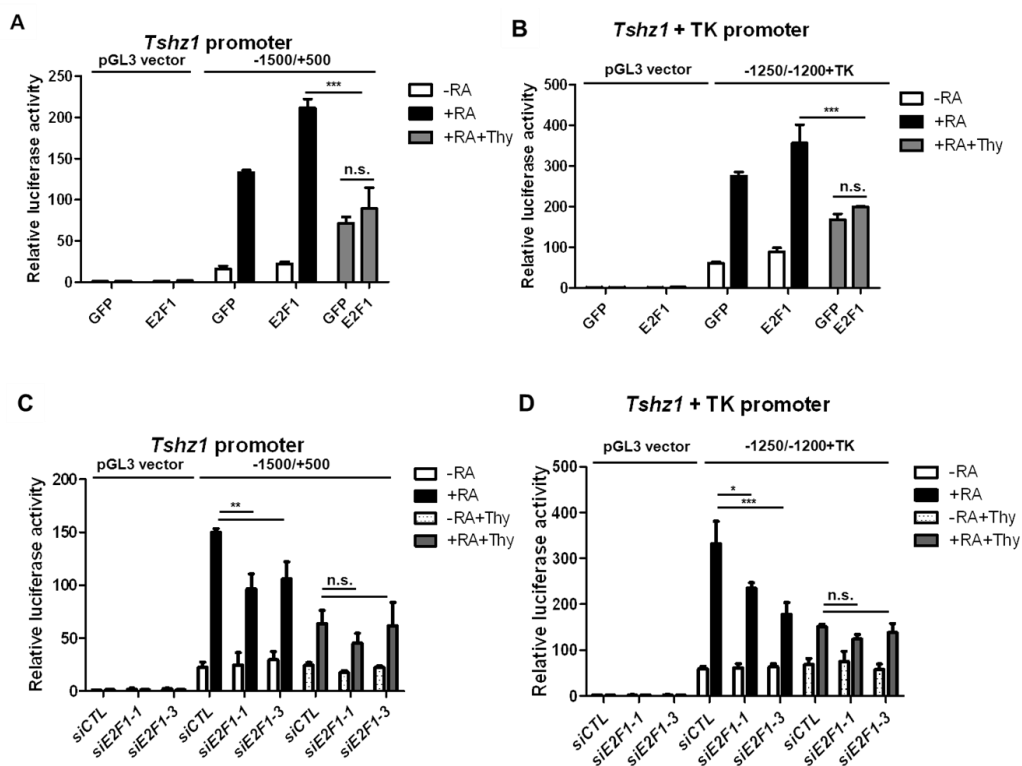 A
Tshz1 promoter
pGL3 vector
-1500/+500
Relative luciferase activity
250
200
150
100
50
0
***
n.s.
-RA
+RA
+RA+Thy
GFP
E2F1
GFP
E2F1
GFP
E2F1
B
Tshz1 + TK promoter
pGL3 vector
-1250/-1200+TK
Relative luciferase activity
500
400
300
200
100
0
***
n.s.
-RA
+RA
+RA+Thy
GFP
E2F1
GFP
E2F1
GFP
E2F1
C
Tshz1 promoter
pGL3 vector
-1500/+500
Relative luciferase activity
200
150
100
50
0
**
n.s.
-RA
+RA
-RA+Thy
+RA+Thy
siCTL
siE2F1-1
siE2F1-3
siCTL
siE2F1-1
siE2F1-3
siCTL
siE2F1-1
siE2F1-3
D
Tshz1 + TK promoter
pGL3 vector
-1250/-1200+TK
Relative luciferase activity
500
400
300
200
100
0
*
***
n.s.
-RA
+RA
-RA+Thy
+RA+Thy
siCTL
siE2F1-1
siE2F1-3
siCTL
siE2F1-1
siE2F1-3
siCTL
siE2F1-1
siE2F1-3